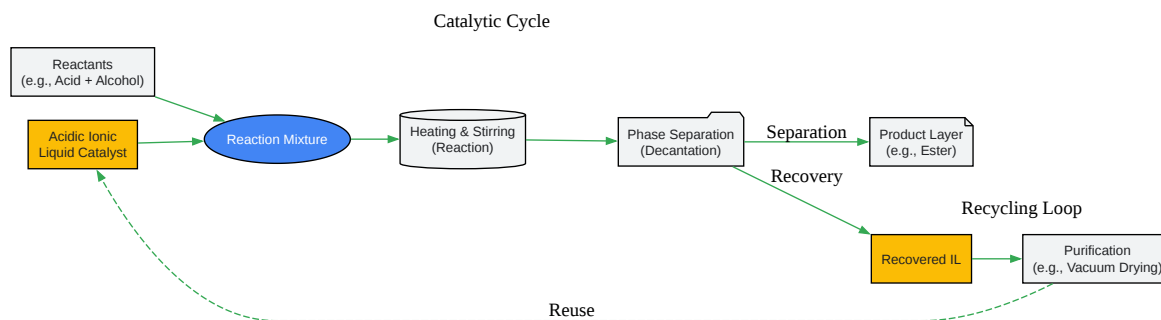 Catalytic Cycle
Reactants
(e.g., Acid + Alcohol)
Acidic Ionic
Liquid Catalyst
Reaction Mixture
Heating & Stirring
(Reaction)
Phase Separation
(Decantation)
Separation
Product Layer
(e.g., Ester)
Recovery
Recycling Loop
Recovered IL
Purification
(e.g., Vacuum Drying)
Reuse